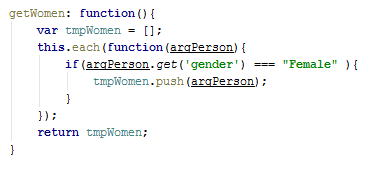 getWomen: function(){
var tmpWomen = [];
this.each(function(argPerson){
if(argPerson.get('gender') === "Female" ){
tmpWomen.push(argPerson);
}
});
return tmpWomen;
}